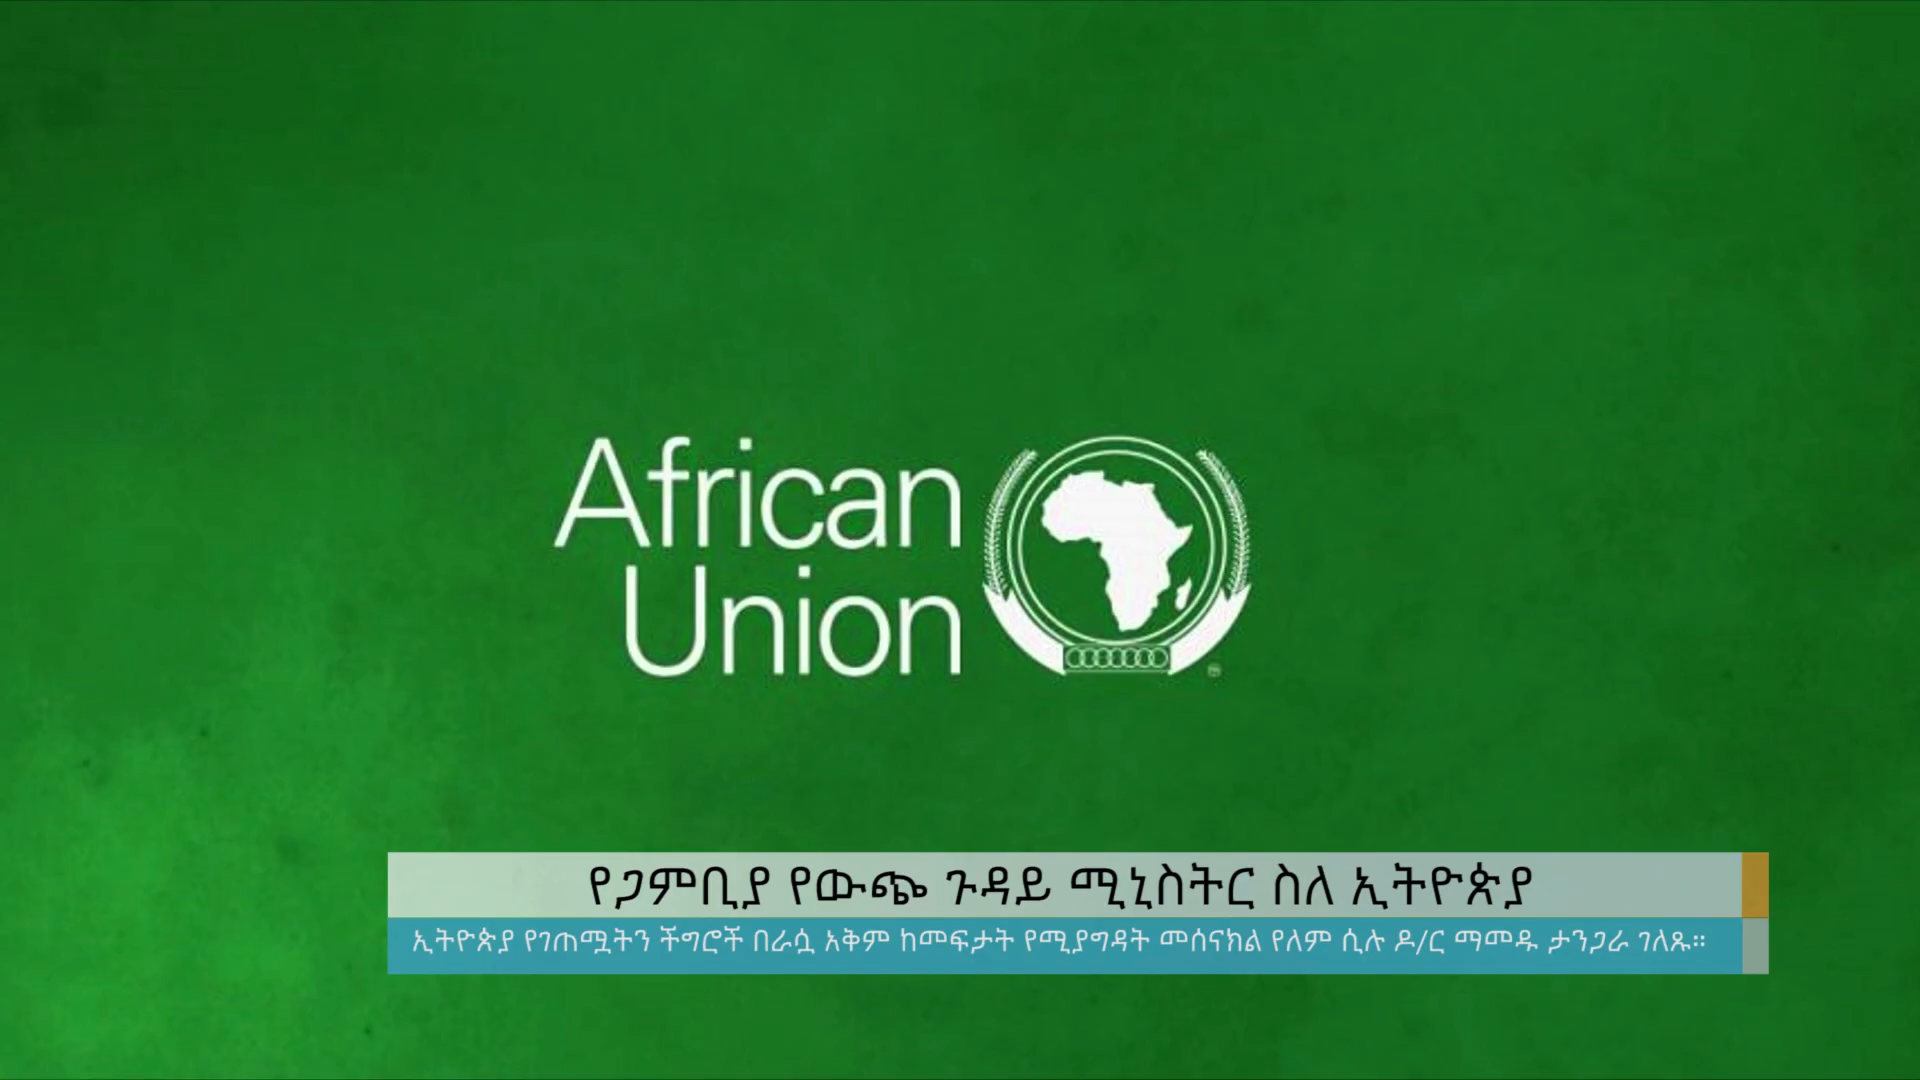 African
Union
የጋምቢያ የውጭ ጉዳይ ሚኒስትር ስለ ኢትዮጵያ
ኢትዮጵያ የገጠሟትን ችግሮች በራሷ አቅም ከመፍታት የሚያግዳት መሰናክል የለም ሲሉ ዶ/ር ማመዱ ታንጋራ ገለጹ።